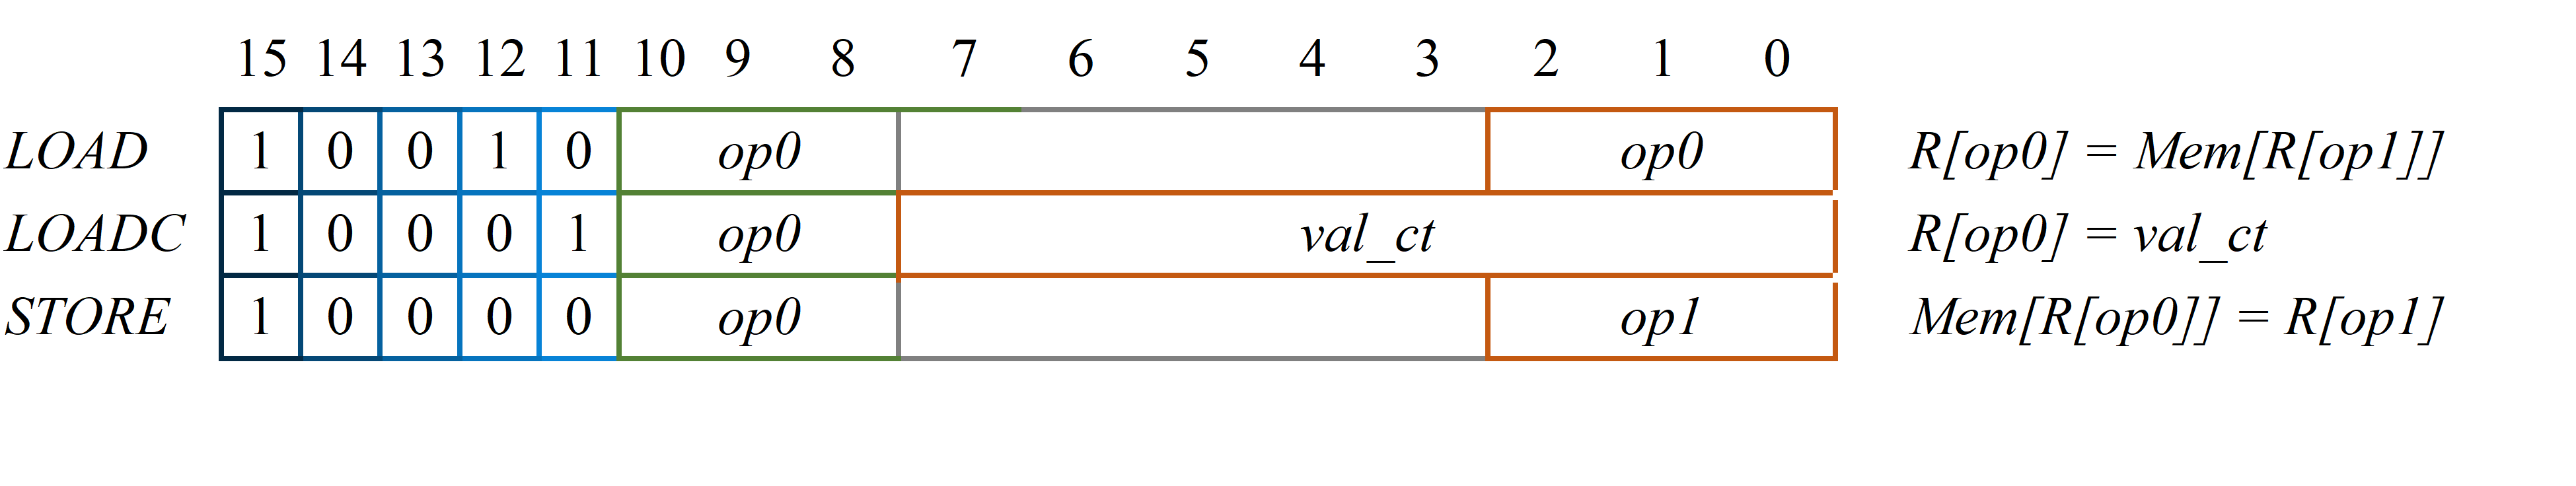 15 14 13 12 11 10 9 8 7 6 5 4 3 2 1 0
LOAD 1 0 0 1 0 op0 op0 R[op0] = Mem[R[op1]]
LOADC 1 0 0 0 1 op0 val_ct R[op0] = val_ct
STORE 1 0 0 0 0 op0 op1 Mem[R[op0]] = R[op1]